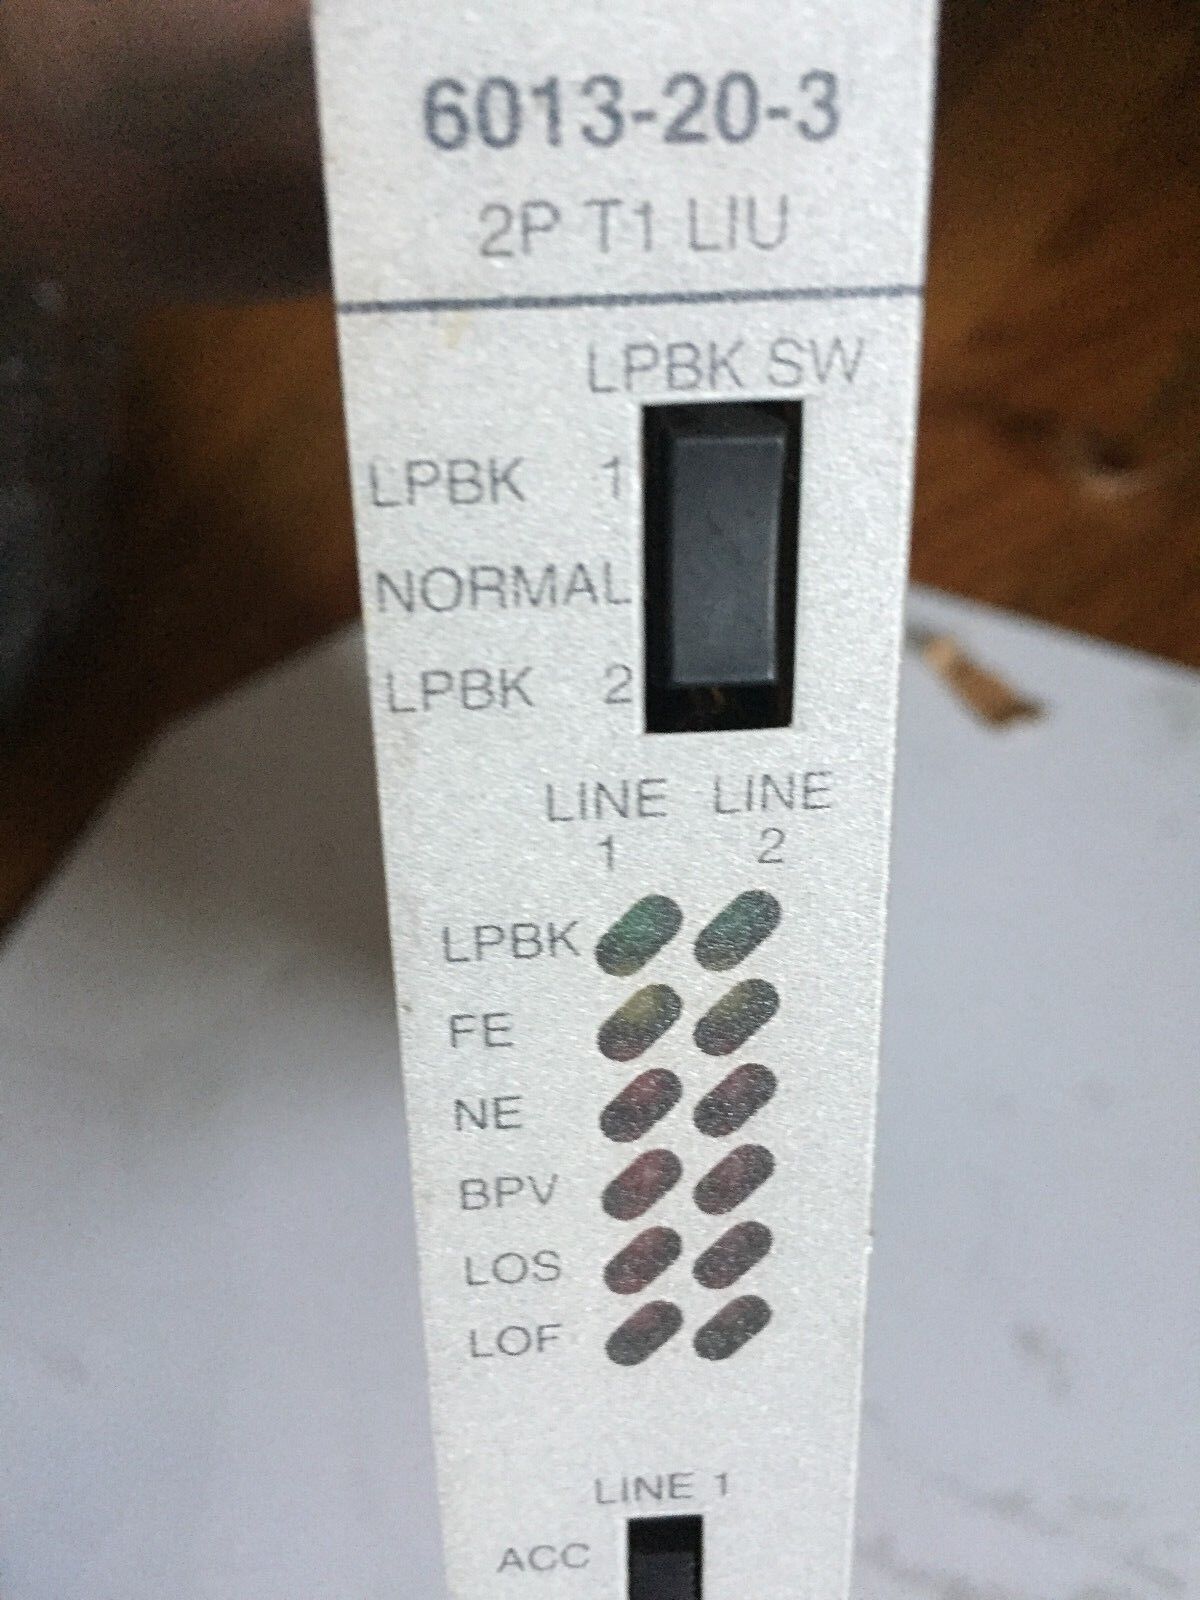 6013-20-3
2P T1 LIU
LPBK SW
LPBK 1
NORMAL
LPBK 2
LINE LINE
1 2
LPBK
FE
NE
BPV
LOS
LOF
LINE 1
ACC